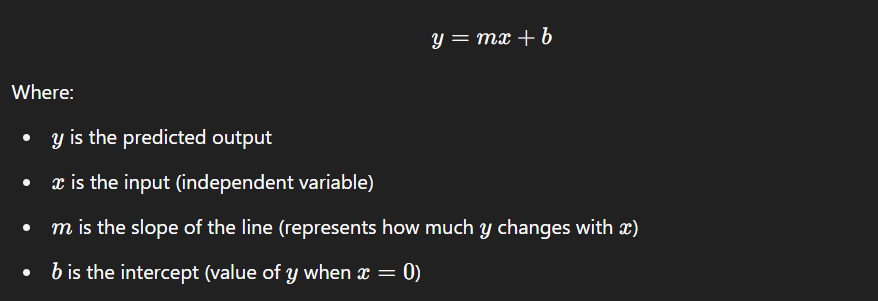 y = mx + b
Where:
• y is the predicted output
• x is the input (independent variable)
• m is the slope of the line (represents how much y changes with x)
• b is the intercept (value of y when x = 0)